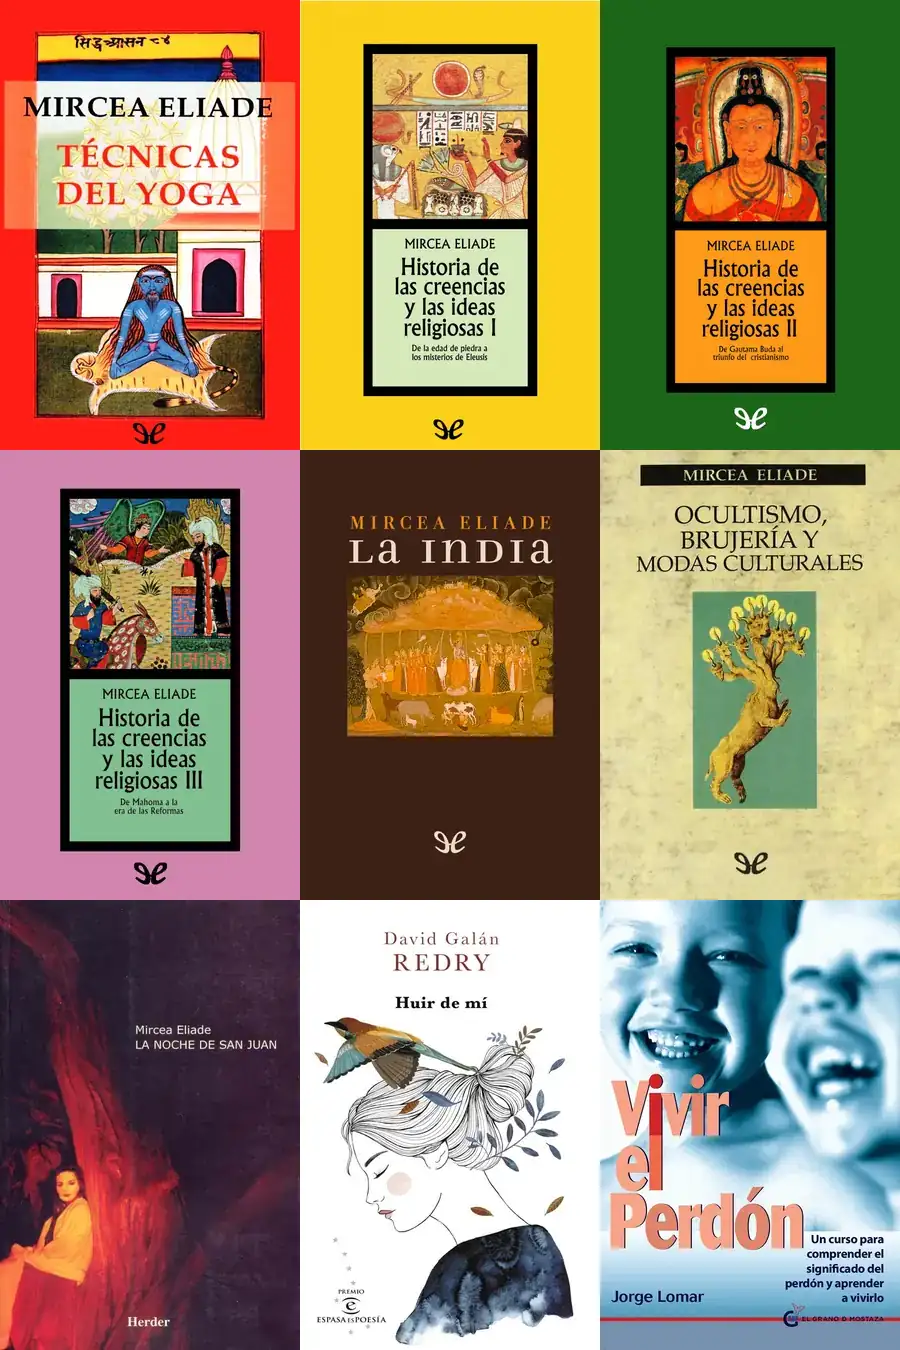 सिद्धआसन ८४
MIRCEA ELIADE
TÉCNICAS
DEL YOGA
MIRCEA ELIADE
Historia de
las creencias
y las ideas
religiosas I
De la edad de piedra a
los misterios de Eleusis
MIRCEA ELIADE
Historia de
las creencias
y las ideas
religiosas II
De Gautama Buda al
triunfo del cristianismo
MIRCEA ELIADE
Historia de
las creencias
y las ideas
religiosas III
De Mahoma a la
era de las Reformas
MIRCEA ELIADE
La INDIa
MIRCEA ELIADE
OCULTISMO,
BRUJERÍA Y
MODAS CULTURALES
Mircea Eliade
LA NOCHE DE SAN JUAN
Herder
David Galán
REDRY
Huir de mí
PREMIO
e
ESPASAesPOESÍA
Vivir
el
Perdón
Un curso para
comprender el
significado del
perdón y aprender
a vivirlo
Jorge Lomar
EL GRANO D MOSTAZA